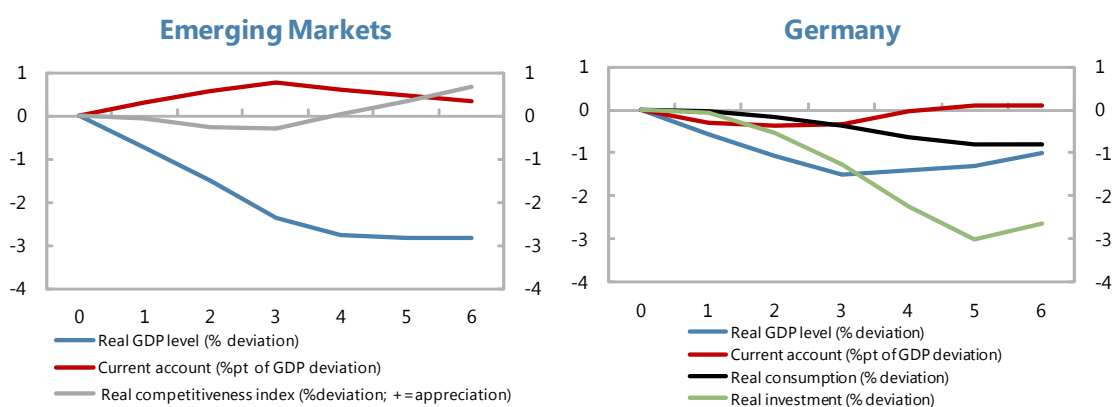 Emerging Markets
1
0
-1
-2
-3
-4
1
0
-1
-2
-3
-4
0 1 2 3 4 5 6
Real GDP level (% deviation)
Current account (%pt of GDP deviation)
Real competitiveness index (%deviation; +=appreciation)
Germany
1
0
-1
-2
-3
-4
1
0
-1
-2
-3
-4
0 1 2 3 4 5 6
Real GDP level (% deviation)
Current account (%pt of GDP deviation)
Real consumption (% deviation)
Real investment (% deviation)